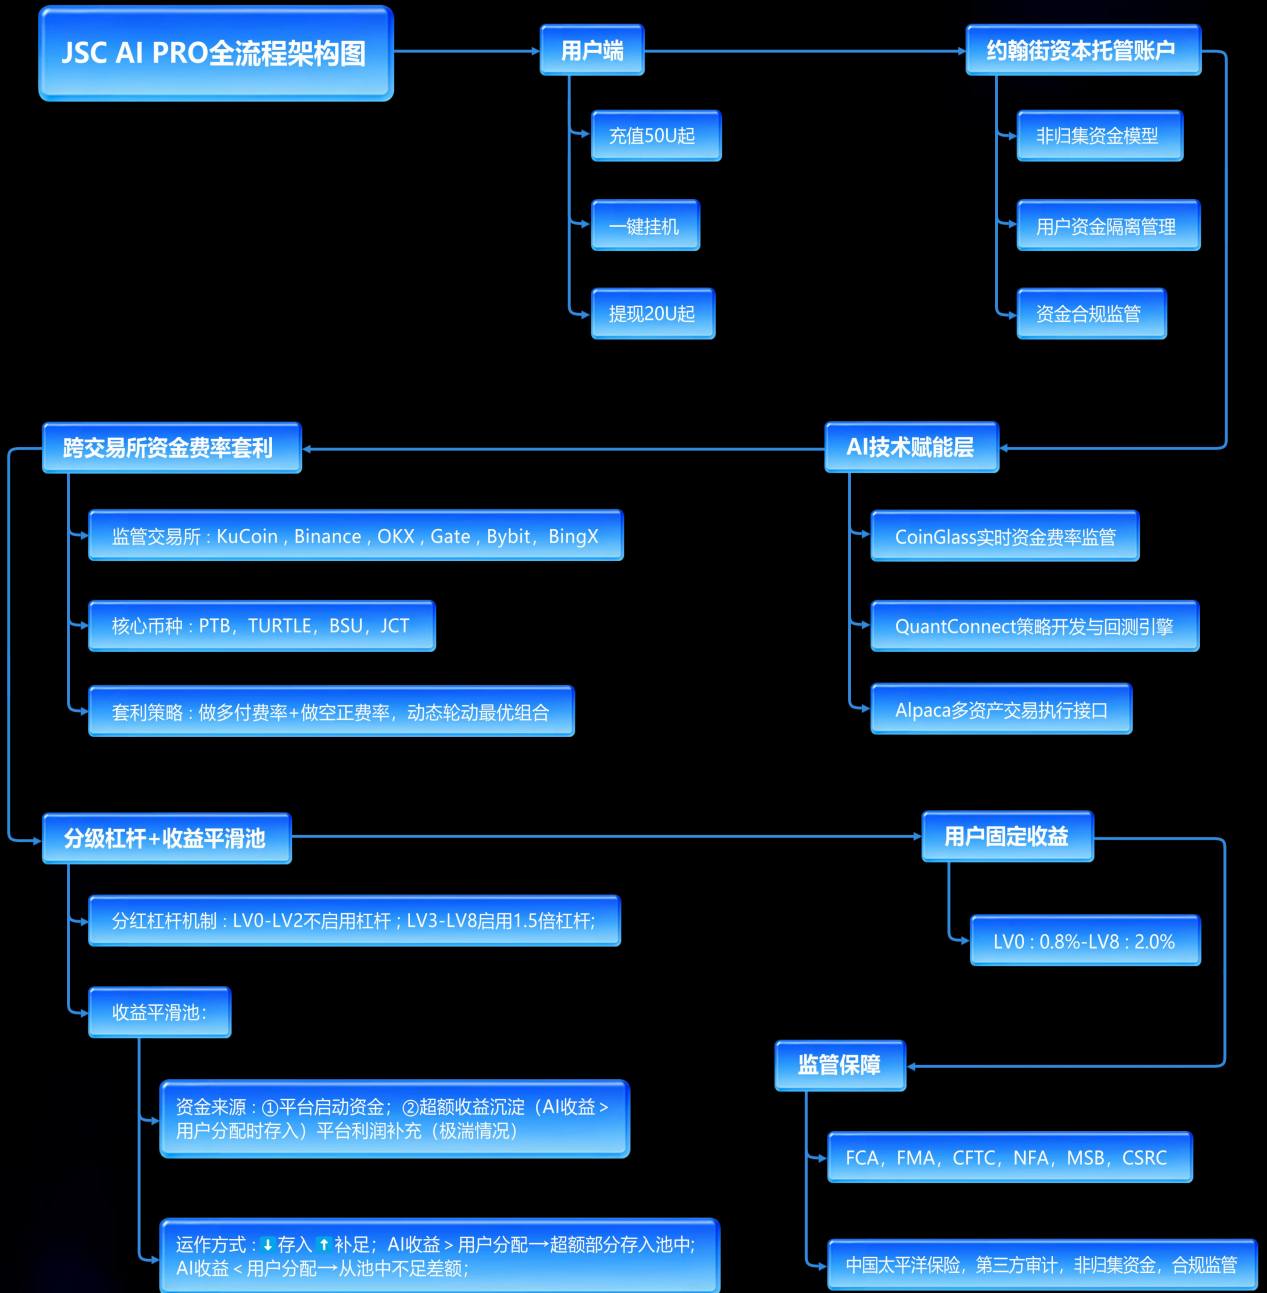 JSC AI PRO全流程架构图
用户端
充值50U起
一键挂机
提现20U起
约翰街资本托管账户
非归集资金模型
用户资金隔离管理
资金合规监管
AI技术赋能层
CoinGlass实时资金费率监管
QuantConnect策略开发与回测引擎
Alpaca多资产交易执行接口
跨交易所资金费率套利
监管交易所 : KuCoin , Binance , OKX , Gate , Bybit，BingX
核心币种 : PTB，TURTLE，BSU，JCT
套利策略 : 做多付费率+做空正费率，动态轮动最优组合
分级杠杆+收益平滑池
分红杠杆机制 : LV0-LV2不启用杠杆 ; LV3-LV8启用1.5倍杠杆;
收益平滑池：
资金来源 : ①平台启动资金；②超额收益沉淀（AI收益 >
用户分配时存入）平台利润补充（极湍情况）
运作方式 : ⬇存入⬆补足；AI收益 > 用户分配→超额部分存入池中;
AI收益 < 用户分配→从池中不足差额；
用户固定收益
LV0 : 0.8%-LV8 : 2.0%
监管保障
FCA，FMA，CFTC，NFA，MSB，CSRC
中国太平洋保险，第三方审计，非归集资金，合规监管